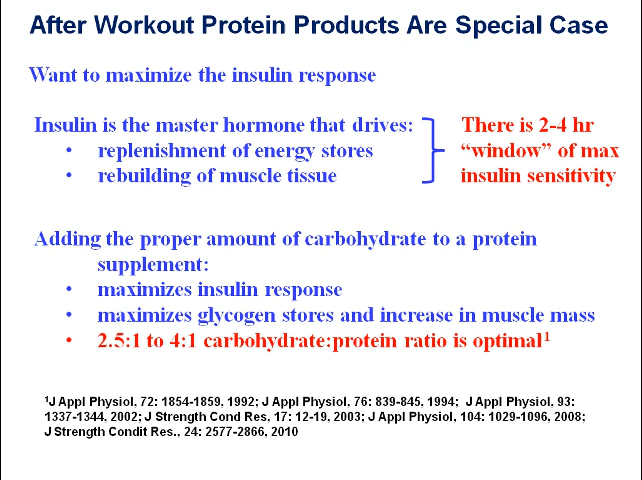 After Workout Protein Products Are Special Case
Want to maximize the insulin response
Insulin is the master hormone that drives:
• replenishment of energy stores
• rebuilding of muscle tissue
There is 2-4 hr
“window” of max
insulin sensitivity
Adding the proper amount of carbohydrate to a protein
supplement:
• maximizes insulin response
• maximizes glycogen stores and increase in muscle mass
• 2.5:1 to 4:1 carbohydrate:protein ratio is optimal¹
¹J Appl Physiol, 72: 1854-1859, 1992; J Appl Physiol, 76: 839-845, 1994; J Appl Physiol, 93:
1337-1344, 2002; J Strength Cond Res, 17: 12-19, 2003; J Appl Physiol, 104: 1029-1096, 2008;
J Strength Condit Res., 24: 2577-2866, 2010